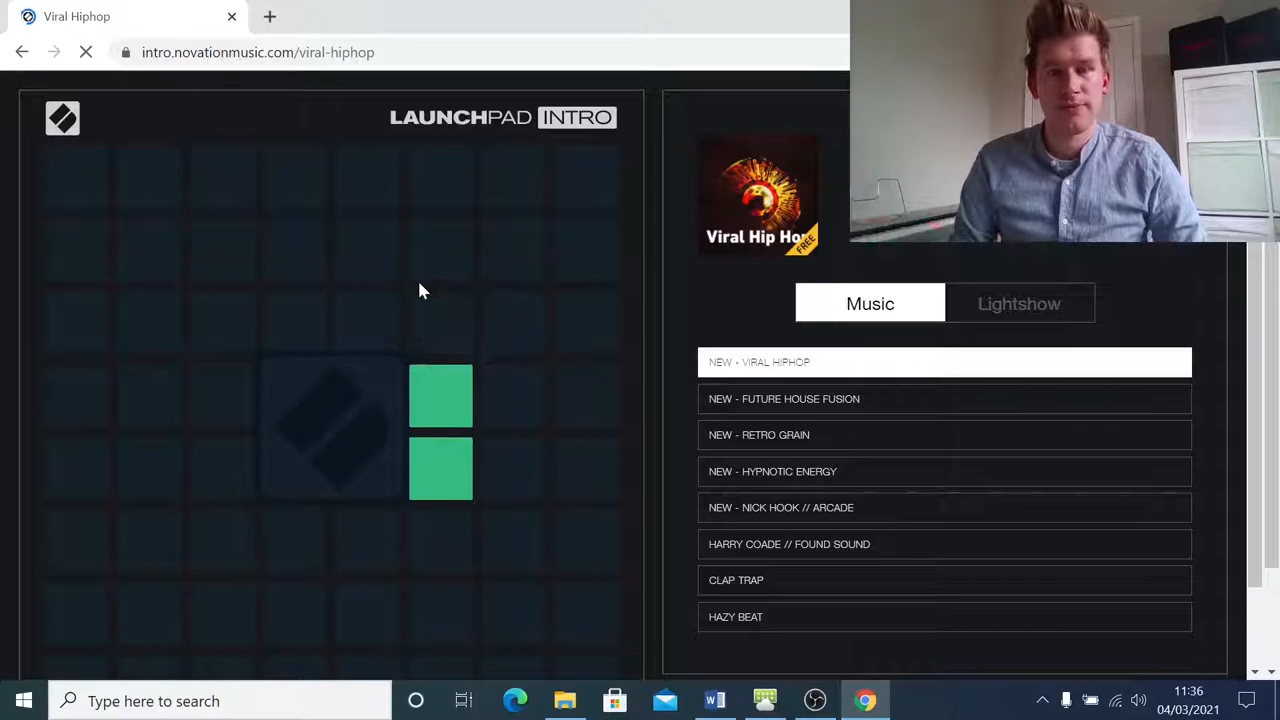 Viral Hiphop
intro.novationmusic.com/viral-hiphop
LAUNCHPAD INTRO
Viral Hip Hop
FREE
Music
Lightshow
NEW - VIRAL HIPHOP
NEW - FUTURE HOUSE FUSION
NEW - RETRO GRAIN
NEW - HYPNOTIC ENERGY
NEW - NICK HOOK // ARCADE
HARRY COADE // FOUND SOUND
CLAP TRAP
HAZY BEAT
Type here to search
11:36
04/03/2021